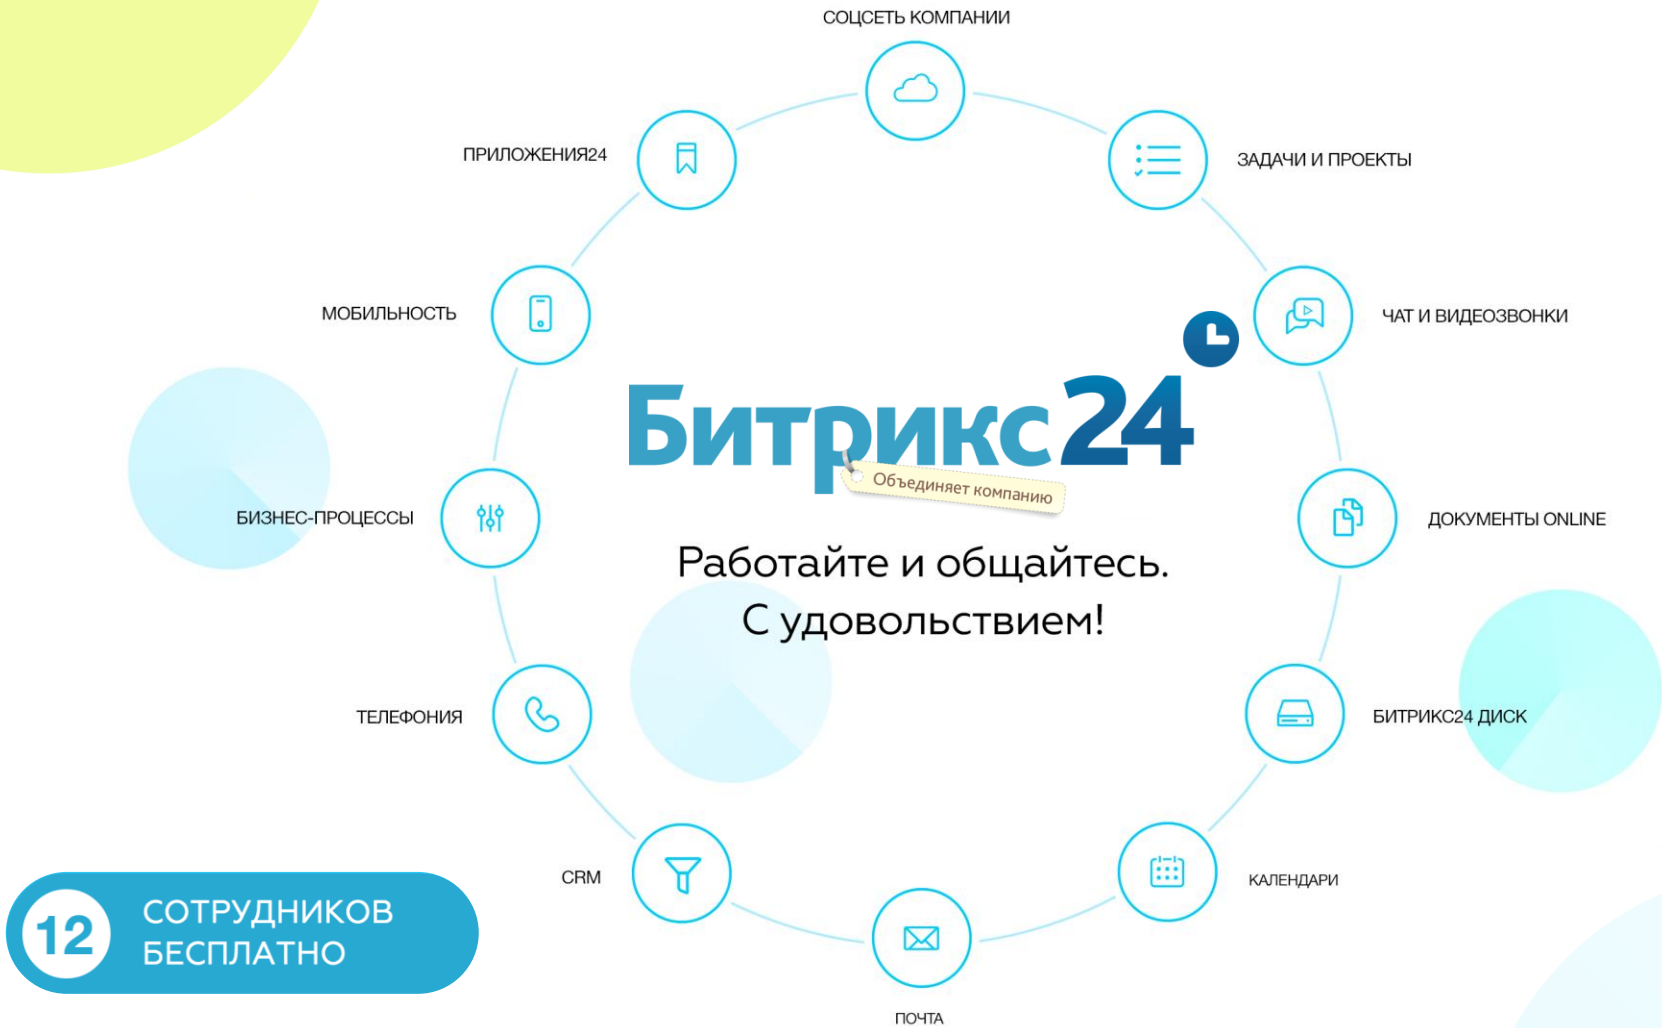 СОЦСЕТЬ КОМПАНИИ
ПРИЛОЖЕНИЯ24
ЗАДАЧИ И ПРОЕКТЫ
МОБИЛЬНОСТЬ
ЧАТ И ВИДЕОЗВОНКИ
Битрикс24
Объединяет компанию
БИЗНЕС-ПРОЦЕССЫ
ДОКУМЕНТЫ ONLINE
Работайте и общайтесь.
С удовольствием!
ТЕЛЕФОНИЯ
БИТРИКС24 ДИСК
CRM
КАЛЕНДАРИ
12
СОТРУДНИКОВ
БЕСПЛАТНО
ПОЧТА